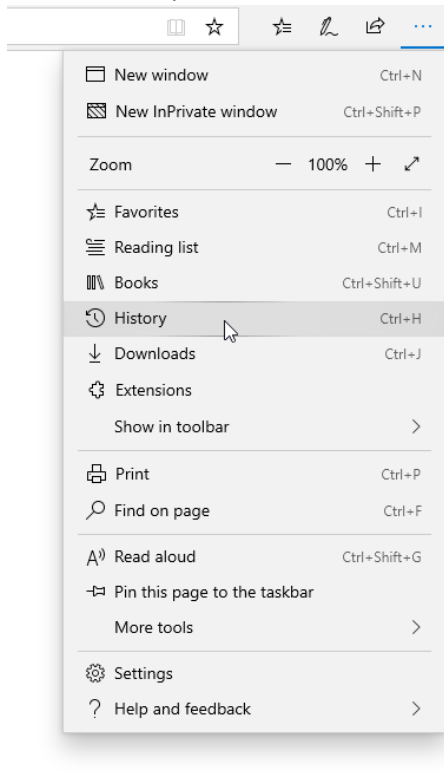 New window Ctrl+N
New InPrivate window Ctrl+Shift+P
Zoom — 100% +
Favorites Ctrl+I
Reading list Ctrl+M
Books Ctrl+Shift+U
History Ctrl+H
Downloads Ctrl+J
Extensions
Show in toolbar
Print Ctrl+P
Find on page Ctrl+F
Read aloud Ctrl+Shift+G
Pin this page to the taskbar
More tools
Settings
Help and feedback